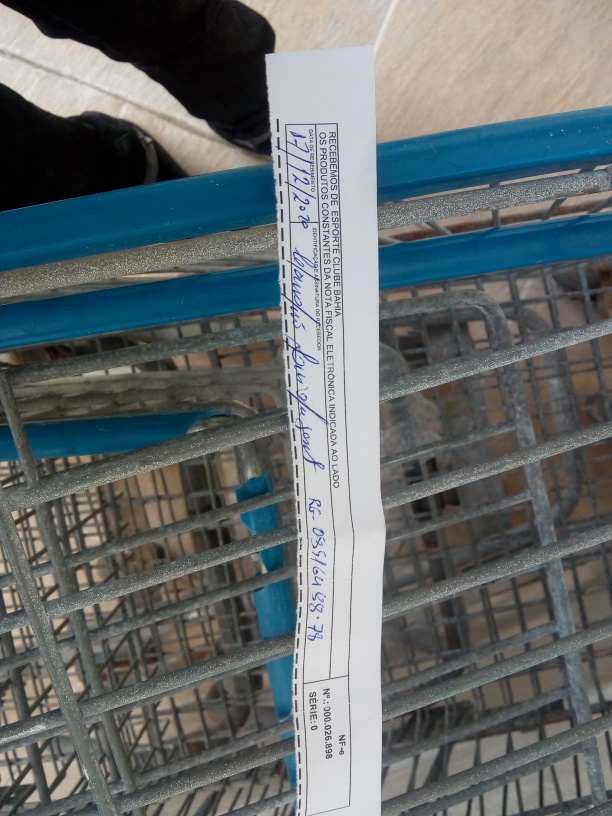 RECEBEMOS DE ESPORTE CLUBE BAHIA
OS PRODUTOS CONSTANTES DA NOTA FISCAL ELETRÔNICA INDICADA AO LADO
DATA DE RECEBIMENTO
IDENTIFICAÇÃO E ASSINATURA DO RECEBEDOR
17/12/2020
RG-
NF-e
Nº.: 000.026.898
SÉRIE: 0